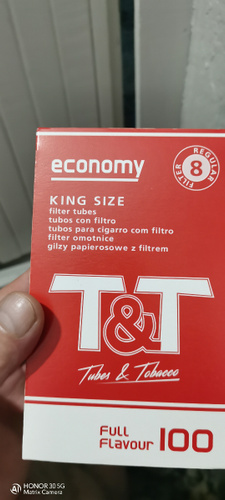 economy
REGULAR
8
FILTER
KING SIZE
filter tubes
tubos con filtro
tubos para cigarro com filtro
filter omotnice
gilzy papierosowe z filtrem
T&T
Tubes & Tobacco
Full
Flavour 100
HONOR 30 5G
Matrix Camera